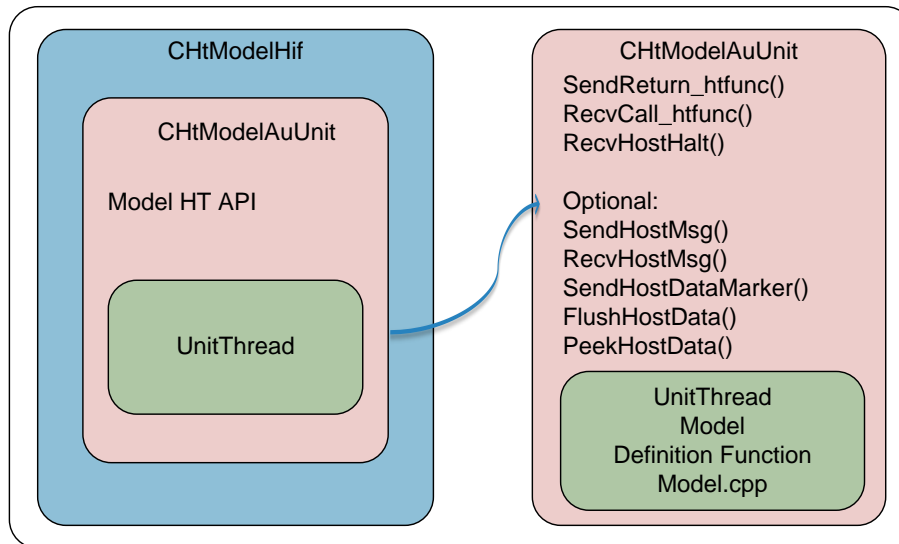 CHtModelHif
CHtModelAuUnit
Model HT API
UnitThread
CHtModelAuUnit
SendReturn_htfunc()
RecvCall_htfunc()
RecvHostHalt()
Optional:
SendHostMsg()
RecvHostMsg()
SendHostDataMarker()
FlushHostData()
PeekHostData()
UnitThread
Model
Definition Function
Model.cpp